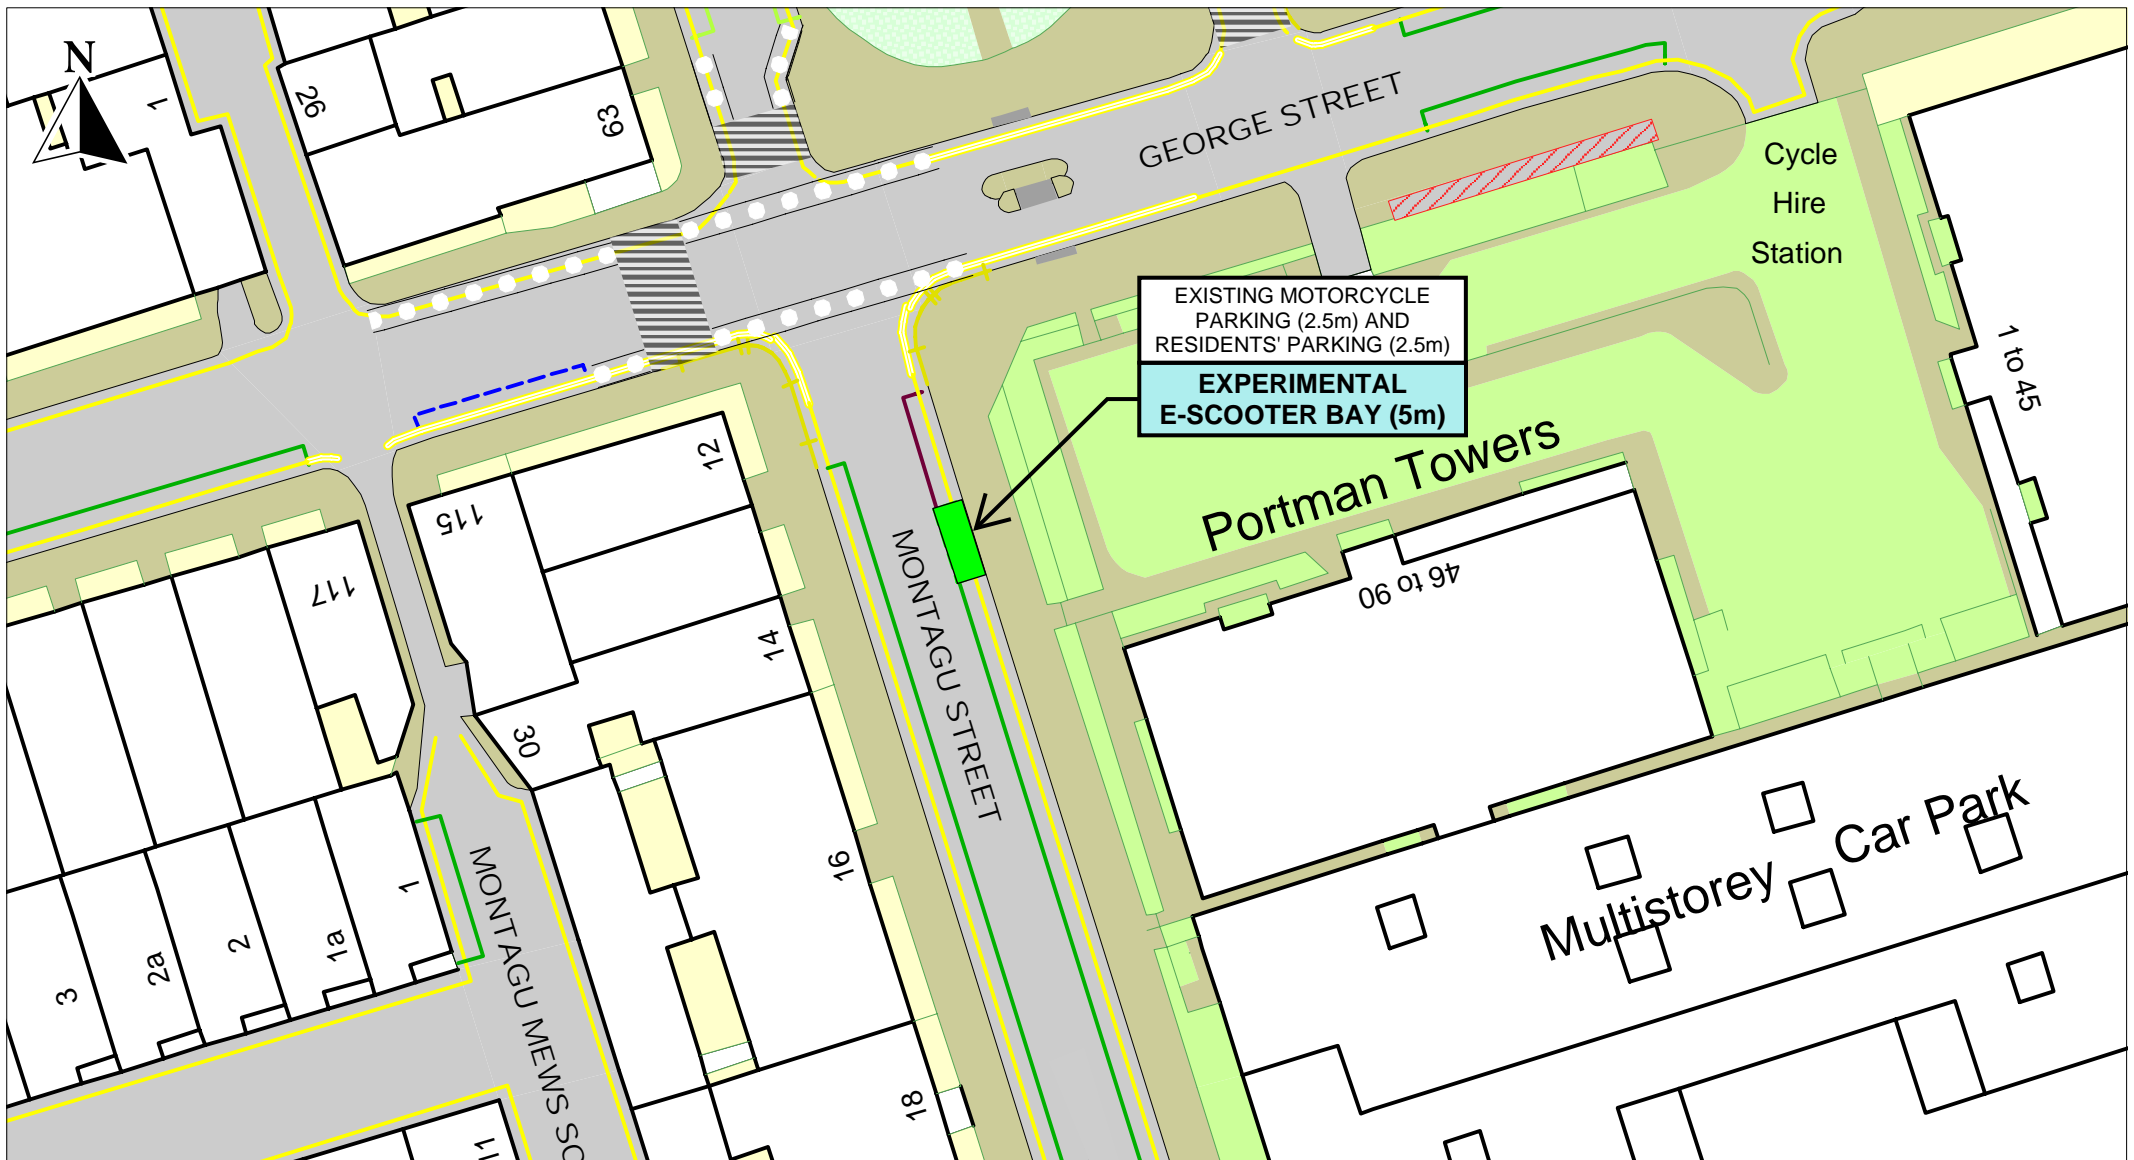 N
1
26
63
GEORGE STREET
Cycle
Hire
Station
EXISTING MOTORCYCLE
PARKING (2.5m) AND
RESIDENTS' PARKING (2.5m)
EXPERIMENTAL
E-SCOOTER BAY (5m)
1 to 45
Portman Towers
46 to 90
12
115
117
14
MONTAGU STREET
30
16
Multistorey Car Park
1
1a
2
2a
3
MONTAGU MEWS SO
18
11